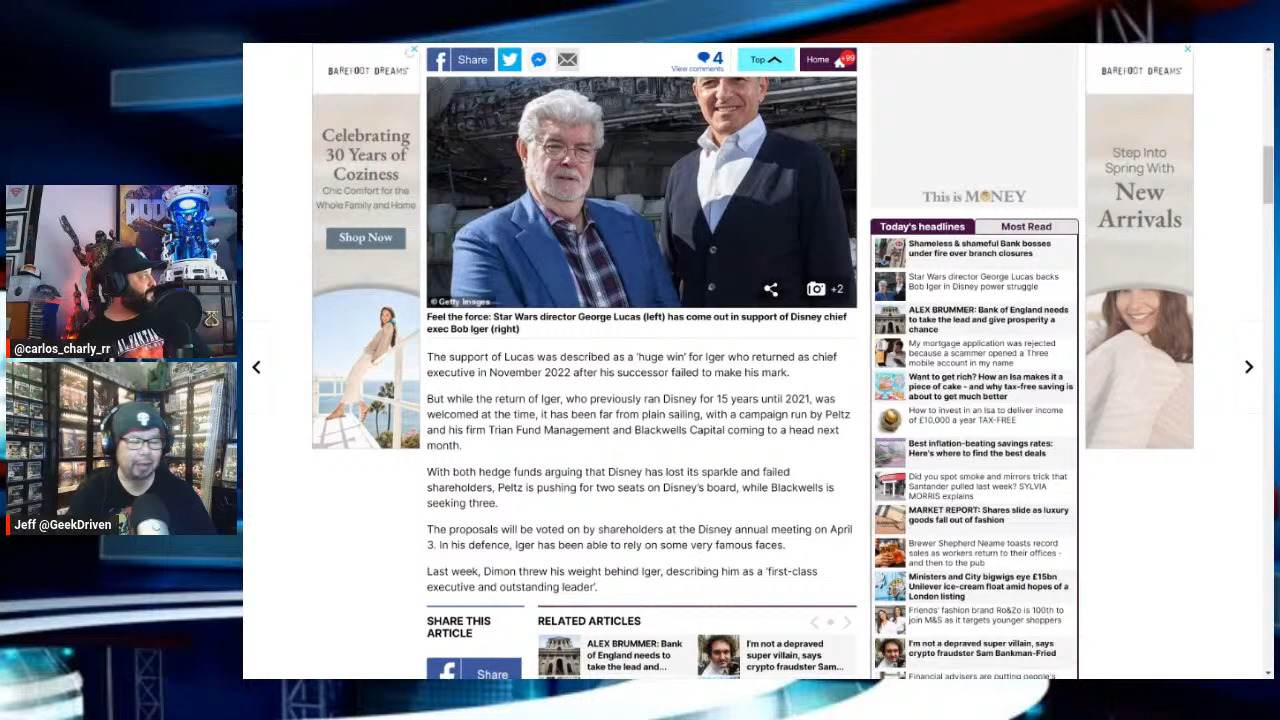 Share
4
View comments
Top
Home
+99
BAREFOOT DREAMS
Celebrating
30 Years of
Coziness
Chic Comfort for the
Whole Family and Home
Shop Now
@carlos_charly_rr
Jeff @GeekDriven
© Getty Images
+2
Feel the force: Star Wars director George Lucas (left) has come out in support of Disney chief
exec Bob Iger (right)
The support of Lucas was described as a 'huge win' for Iger who returned as chief
executive in November 2022 after his successor failed to make his mark.
But while the return of Iger, who previously ran Disney for 15 years until 2021, was
welcomed at the time, it has been far from plain sailing, with a campaign run by Peltz
and his firm Trian Fund Management and Blackwells Capital coming to a head next
month.
With both hedge funds arguing that Disney has lost its sparkle and failed
shareholders, Peltz is pushing for two seats on Disney's board, while Blackwells is
seeking three.
The proposals will be voted on by shareholders at the Disney annual meeting on April
3. In his defence, Iger has been able to rely on some very famous faces.
Last week, Dimon threw his weight behind Iger, describing him as a 'first-class
executive and outstanding leader'.
SHARE THIS
ARTICLE
Share
RELATED ARTICLES
ALEX BRUMMER: Bank
of England needs to
take the lead and...
I'm not a depraved
super villain, says
crypto fraudster Sam...
This is MONEY
Today's headlines
Most Read
Shameless & shameful Bank bosses
under fire over branch closures
Star Wars director George Lucas backs
Bob Iger in Disney power struggle
ALEX BRUMMER: Bank of England needs
to take the lead and give prosperity a
chance
My mortgage application was rejected
because a scammer opened a Three
mobile account in my name
Want to get rich? How an Isa makes it a
piece of cake - and why tax-free saving is
about to get much better
How to invest in an Isa to deliver income
of £10,000 a year TAX-FREE
Best inflation-beating savings rates:
Here's where to find the best deals
Did you spot smoke and mirrors trick that
Santander pulled last week? SYLVIA
MORRIS explains
MARKET REPORT: Shares slide as luxury
goods fall out of fashion
Brewer Shepherd Neame toasts record
sales as workers return to their offices -
and then to the pub
Ministers and City bigwigs eye £15bn
Unilever ice-cream float amid hopes of a
London listing
Friends' fashion brand Ro&Zo is 100th to
join M&S as it targets younger shoppers
I'm not a depraved super villain, says
crypto fraudster Sam Bankman-Fried
Financial advisers are putting people's
BAREFOOT DREAMS
Step Into
Spring With
New
Arrivals